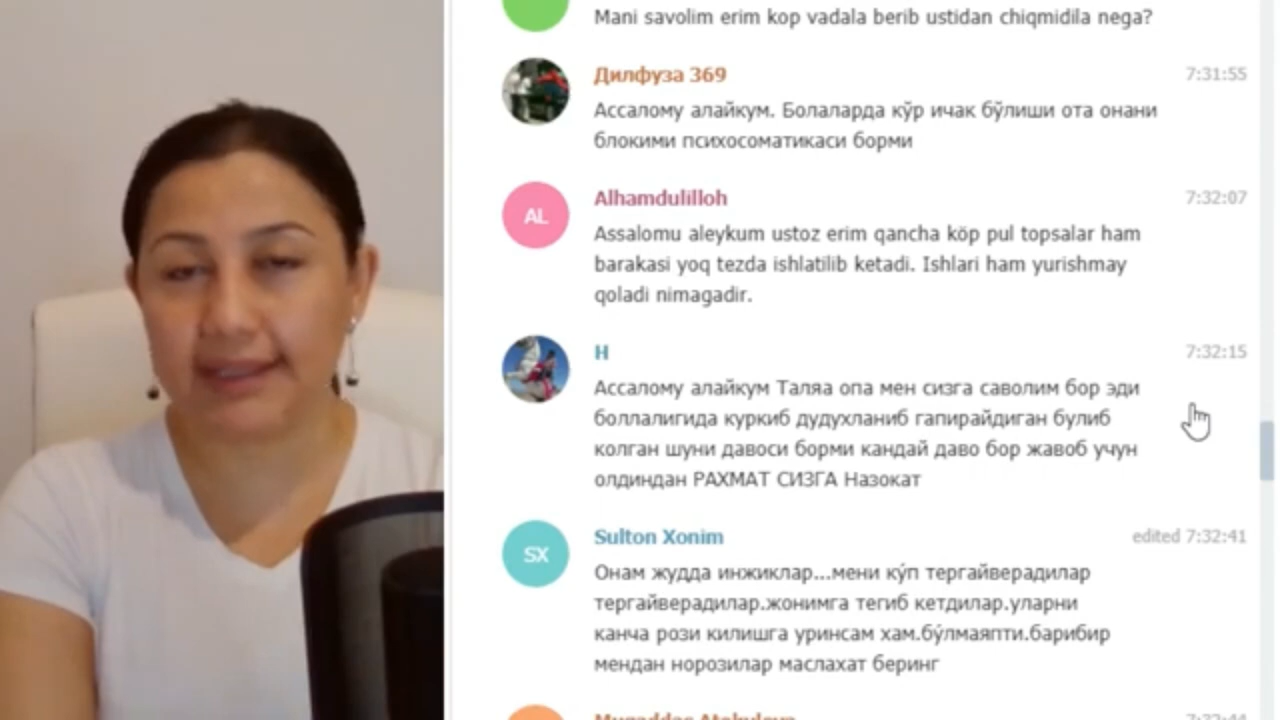 Mani savolim erim kop vadala berib ustidan chiqmidila nega?
Дилфуза 369 7:31:55
Ассалому алайкум. Болаларда кўр ичак бўлиши ота онани
блокими психосоматикаси борми
AL Alhamdulilloh 7:32:07
Assalomu aleykum ustoz erim qancha köp pul topsalar ham
barakasi yoq tezda ishlatilib ketadi. Ishlari ham yurishmay
qoladi nimagadir.
Н 7:32:15
Ассалому алайкум Таляа опа мен сизга саволим бор эди
боллалигида куркиб дудухланиб гапирайдиган булиб
колган шуни давоси борми кандай даво бор жавоб учун
олдиндан РАХМАТ СИЗГА Назокат
SX Sulton Xonim edited 7:32:41
Онам жудда инжиклар...мени ку́п тергайверадилар
тергайверадилар.жонимга тегиб кетдилар.уларни
канча рози килишга уринсам хам.бу́лмаяпти.барибир
мендан норозилар маслахат беринг